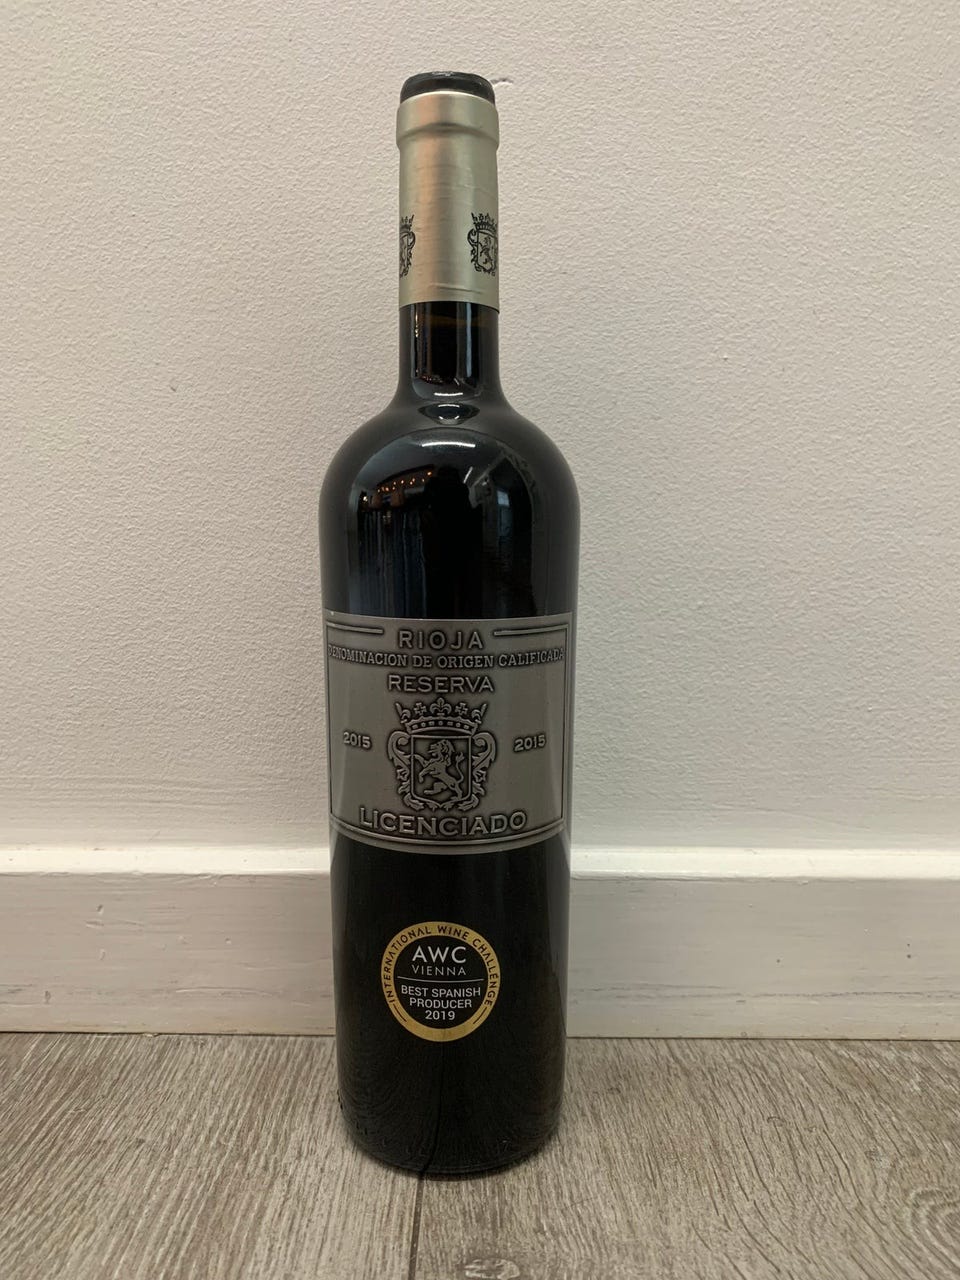 RIOJA
DENOMINACION DE ORIGEN CALIFICADA
RESERVA
2015 2015
LICENCIADO
INTERNATIONAL WINE CHALLENGE
AWC
VIENNA
BEST SPANISH
PRODUCER
2019